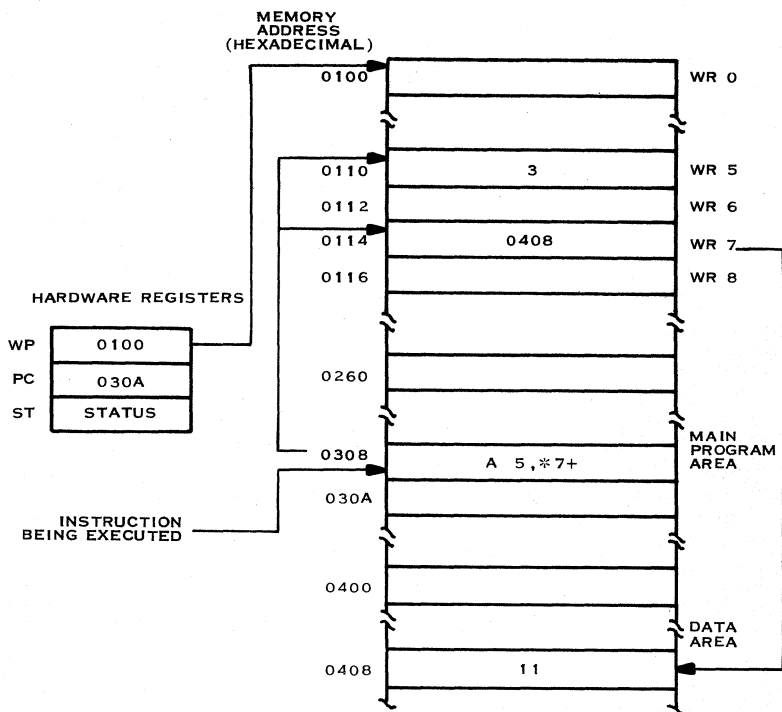 MEMORY
ADDRESS
(HEXADECIMAL)
0100 WR 0
0110 3 WR 5
0112 WR 6
0114 0408 WR 7
0116 WR 8
HARDWARE REGISTERS
WP 0100
PC 030A
ST STATUS
0260
0308 A 5,*7+
MAIN
PROGRAM
AREA
030A
INSTRUCTION
BEING EXECUTED
0400
DATA
AREA
0408 11